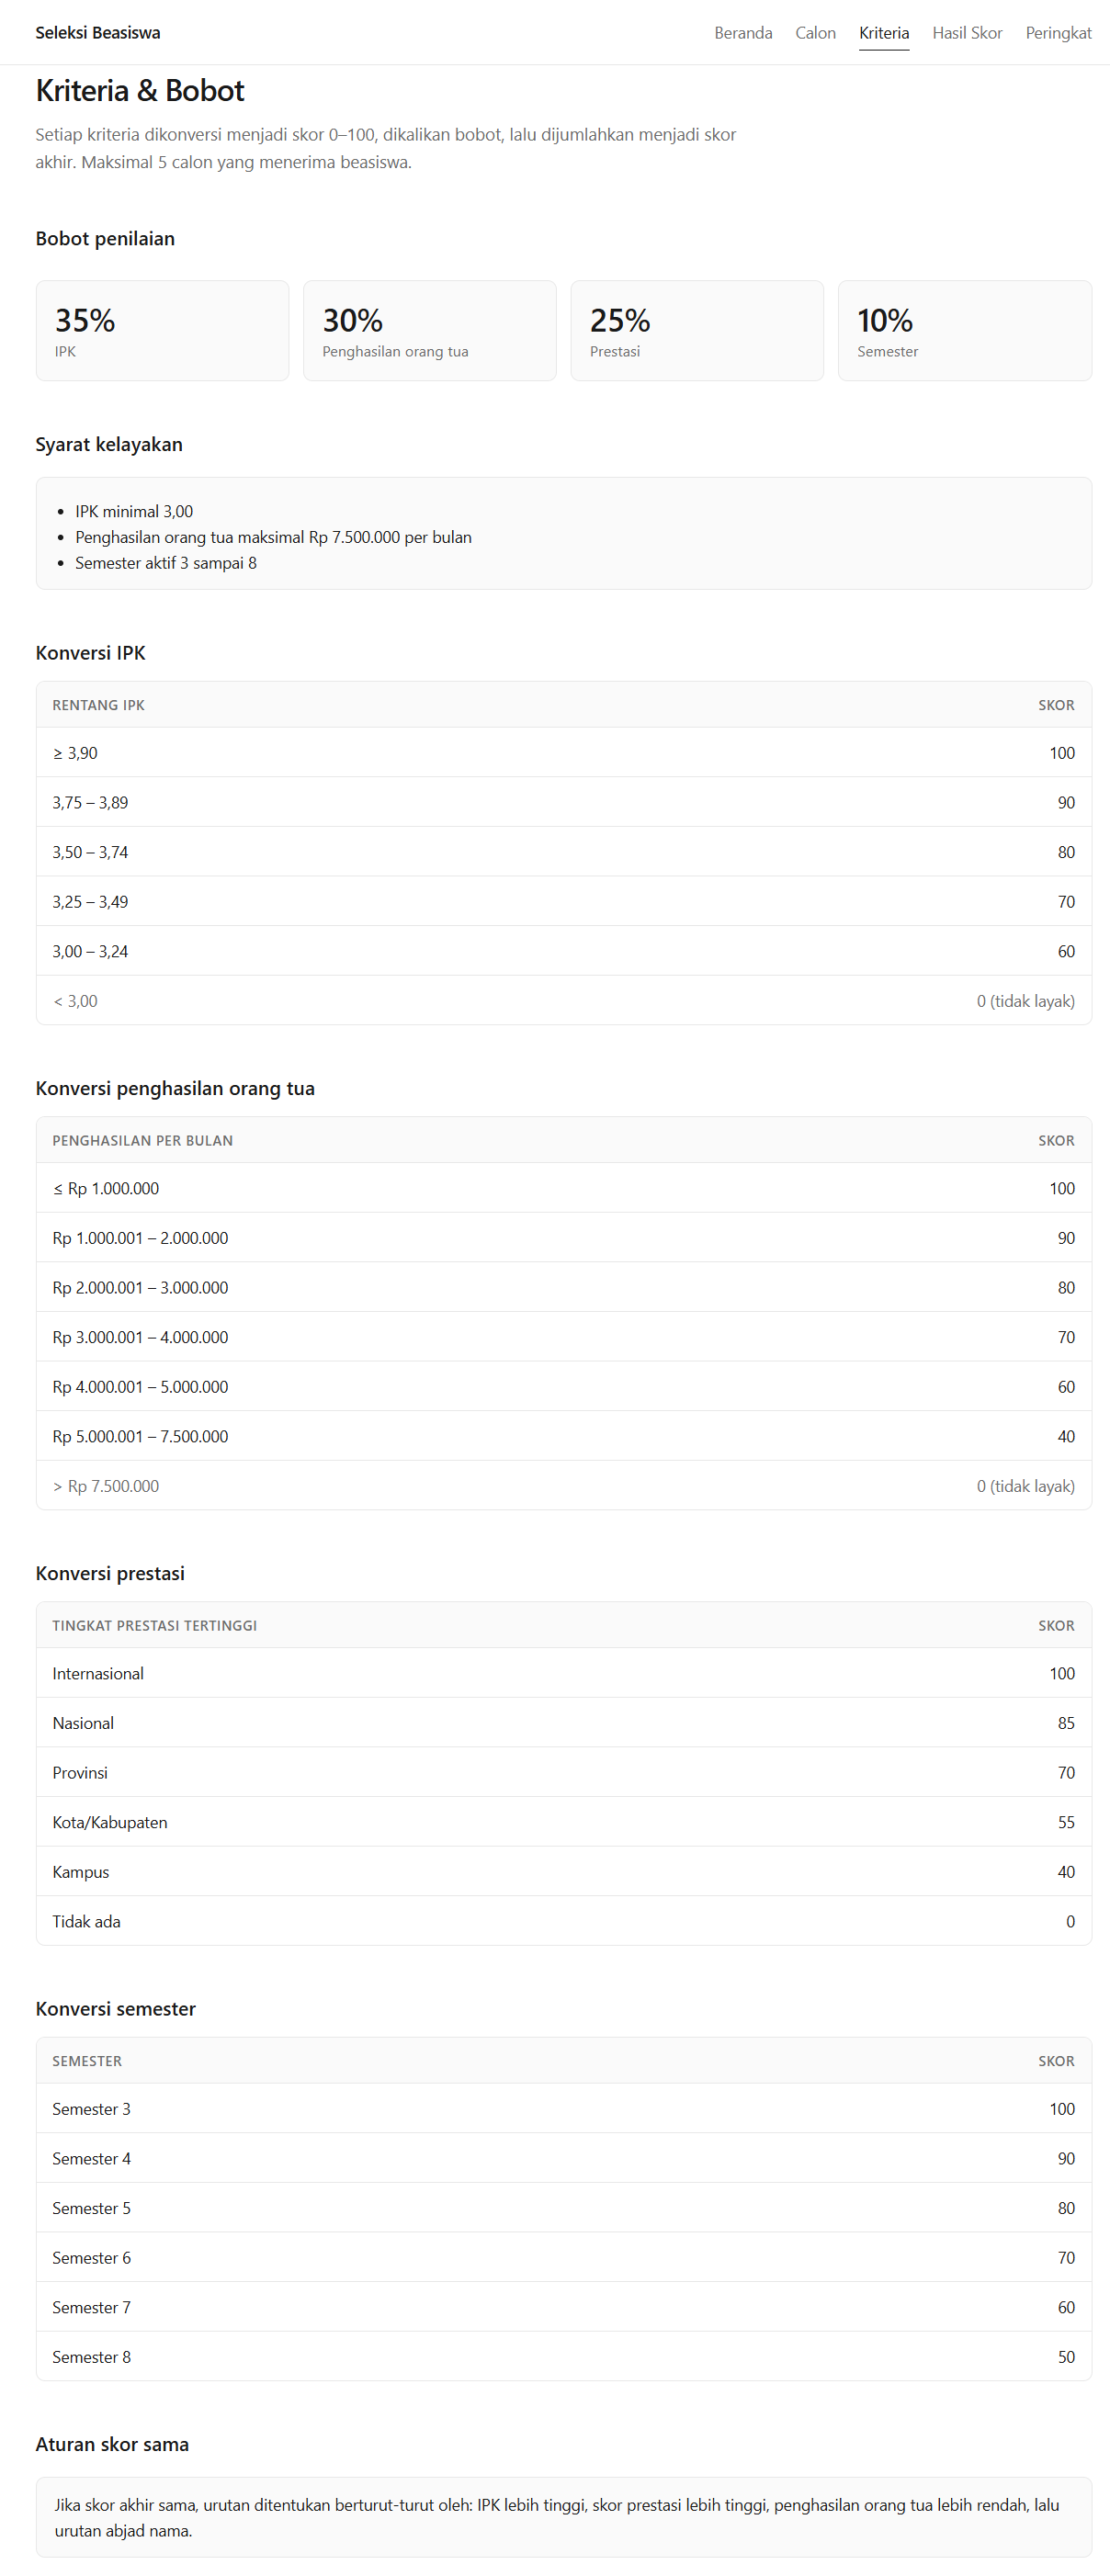 Seleksi Beasiswa
Beranda Calon Kriteria Hasil Skor Peringkat
Kriteria & Bobot
Setiap kriteria dikonversi menjadi skor 0–100, dikalikan bobot, lalu dijumlahkan menjadi skor
akhir. Maksimal 5 calon yang menerima beasiswa.
Bobot penilaian
35%
IPK
30%
Penghasilan orang tua
25%
Prestasi
10%
Semester
Syarat kelayakan
• IPK minimal 3,00
• Penghasilan orang tua maksimal Rp 7.500.000 per bulan
• Semester aktif 3 sampai 8
Konversi IPK
RENTANG IPK SKOR
≥ 3,90 100
3,75 – 3,89 90
3,50 – 3,74 80
3,25 – 3,49 70
3,00 – 3,24 60
< 3,00 0 (tidak layak)
Konversi penghasilan orang tua
PENGHASILAN PER BULAN SKOR
≤ Rp 1.000.000 100
Rp 1.000.001 – 2.000.000 90
Rp 2.000.001 – 3.000.000 80
Rp 3.000.001 – 4.000.000 70
Rp 4.000.001 – 5.000.000 60
Rp 5.000.001 – 7.500.000 40
> Rp 7.500.000 0 (tidak layak)
Konversi prestasi
TINGKAT PRESTASI TERTINGGI SKOR
Internasional 100
Nasional 85
Provinsi 70
Kota/Kabupaten 55
Kampus 40
Tidak ada 0
Konversi semester
SEMESTER SKOR
Semester 3 100
Semester 4 90
Semester 5 80
Semester 6 70
Semester 7 60
Semester 8 50
Aturan skor sama
Jika skor akhir sama, urutan ditentukan berturut-turut oleh: IPK lebih tinggi, skor prestasi lebih tinggi, penghasilan orang tua lebih rendah, lalu
urutan abjad nama.